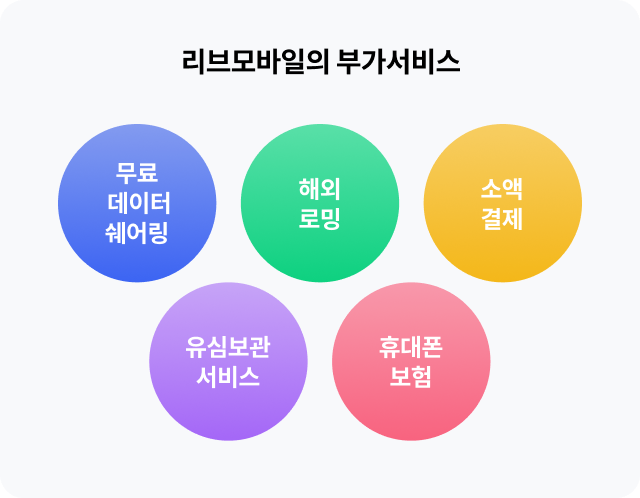 리브모바일의 부가서비스
무료
데이터
쉐어링
해외
로밍
소액
결제
유심보관
서비스
휴대폰
보험